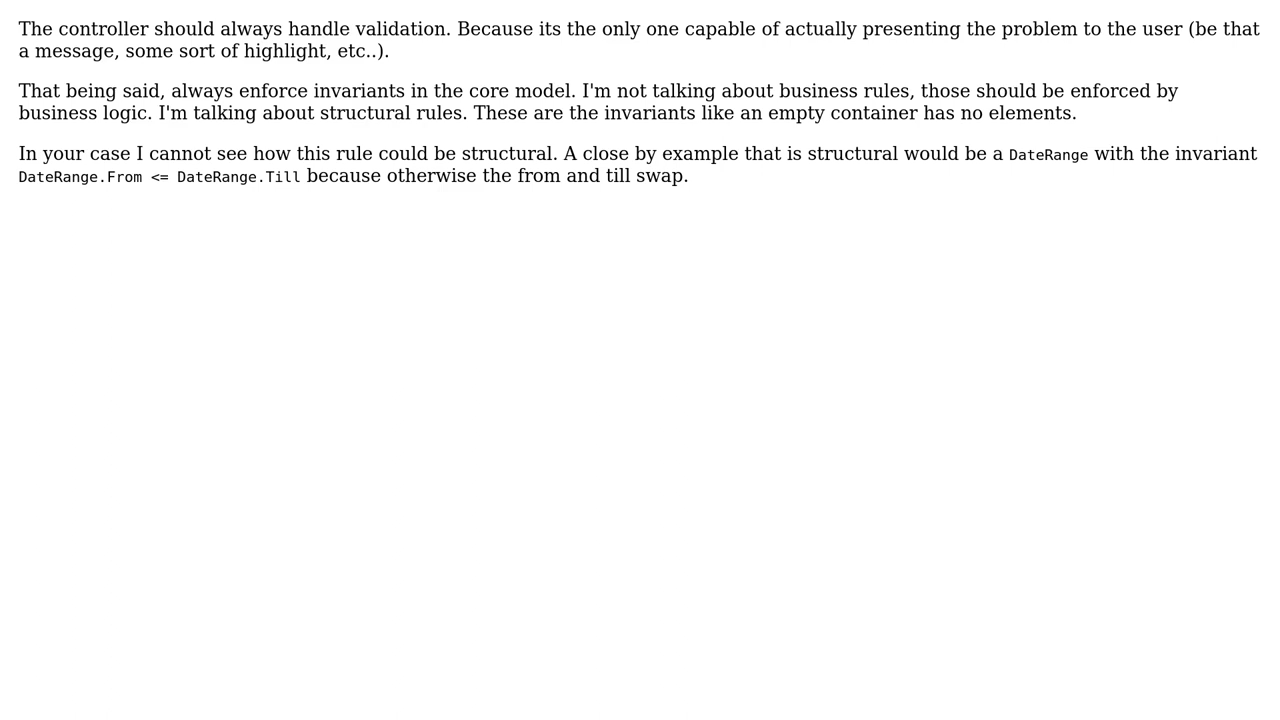 The controller should always handle validation. Because its the only one capable of actually presenting the problem to the user (be that
a message, some sort of highlight, etc..).
That being said, always enforce invariants in the core model. I'm not talking about business rules, those should be enforced by
business logic. I'm talking about structural rules. These are the invariants like an empty container has no elements.
In your case I cannot see how this rule could be structural. A close by example that is structural would be a DateRange with the invariant
DateRange.From <= DateRange.Till because otherwise the from and till swap.